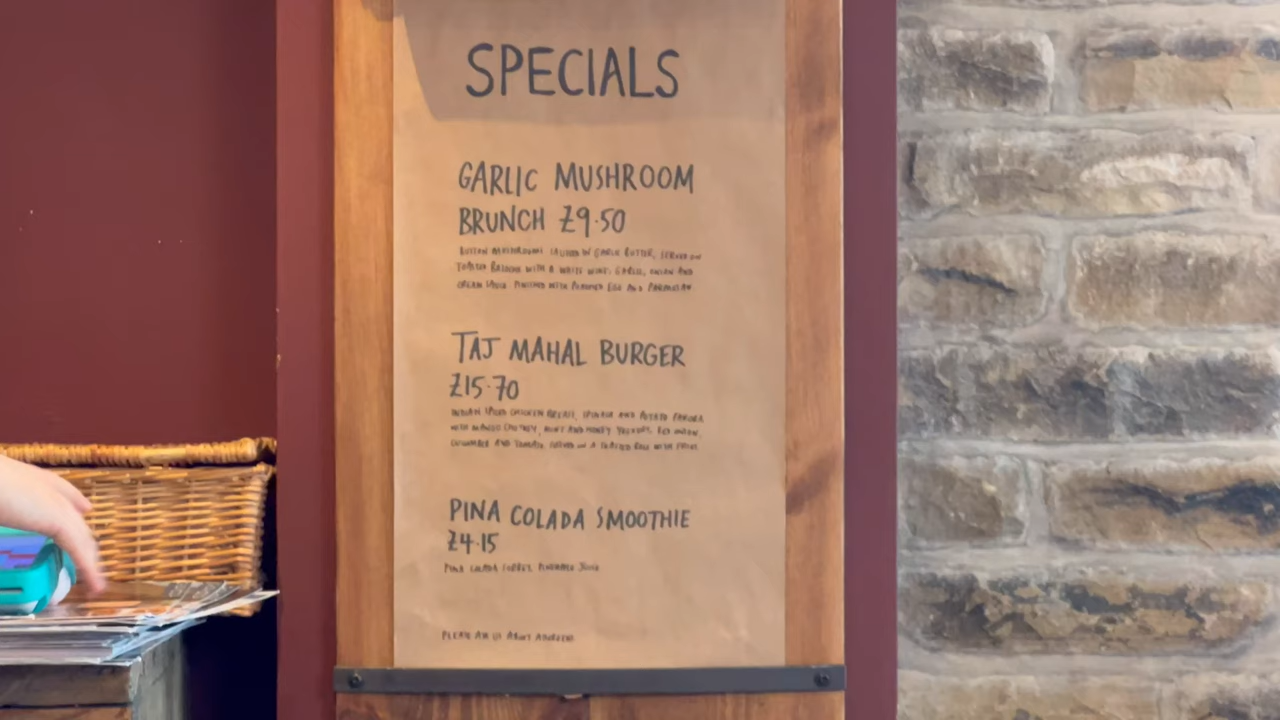 SPECIALS
GARLIC MUSHROOM
BRUNCH £9.50
BUTTON MUSHROOMS SAUTEED IN GARLIC BUTTER, SERVED ON
TOASTED BRIOCHE WITH A WHITE WINE, GARLIC, ONION AND
CREAM SAUCE. FINISHED WITH POACHED EGG AND PARMESAN
TAJ MAHAL BURGER
£15.70
INDIAN SPICED CHICKEN BREAST, SPINACH AND POTATO PAKORA
WITH MANGO CHUTNEY, MINT AND HONEY YOGHURT, RED ONION,
CUCUMBER AND TOMATO. SERVED ON A TOASTED ROLL WITH FRIES
PINA COLADA SMOOTHIE
£4.15
PINA COLADA SORBET, PINEAPPLE JUICE
PLEASE ASK US ABOUT ALLERGENS